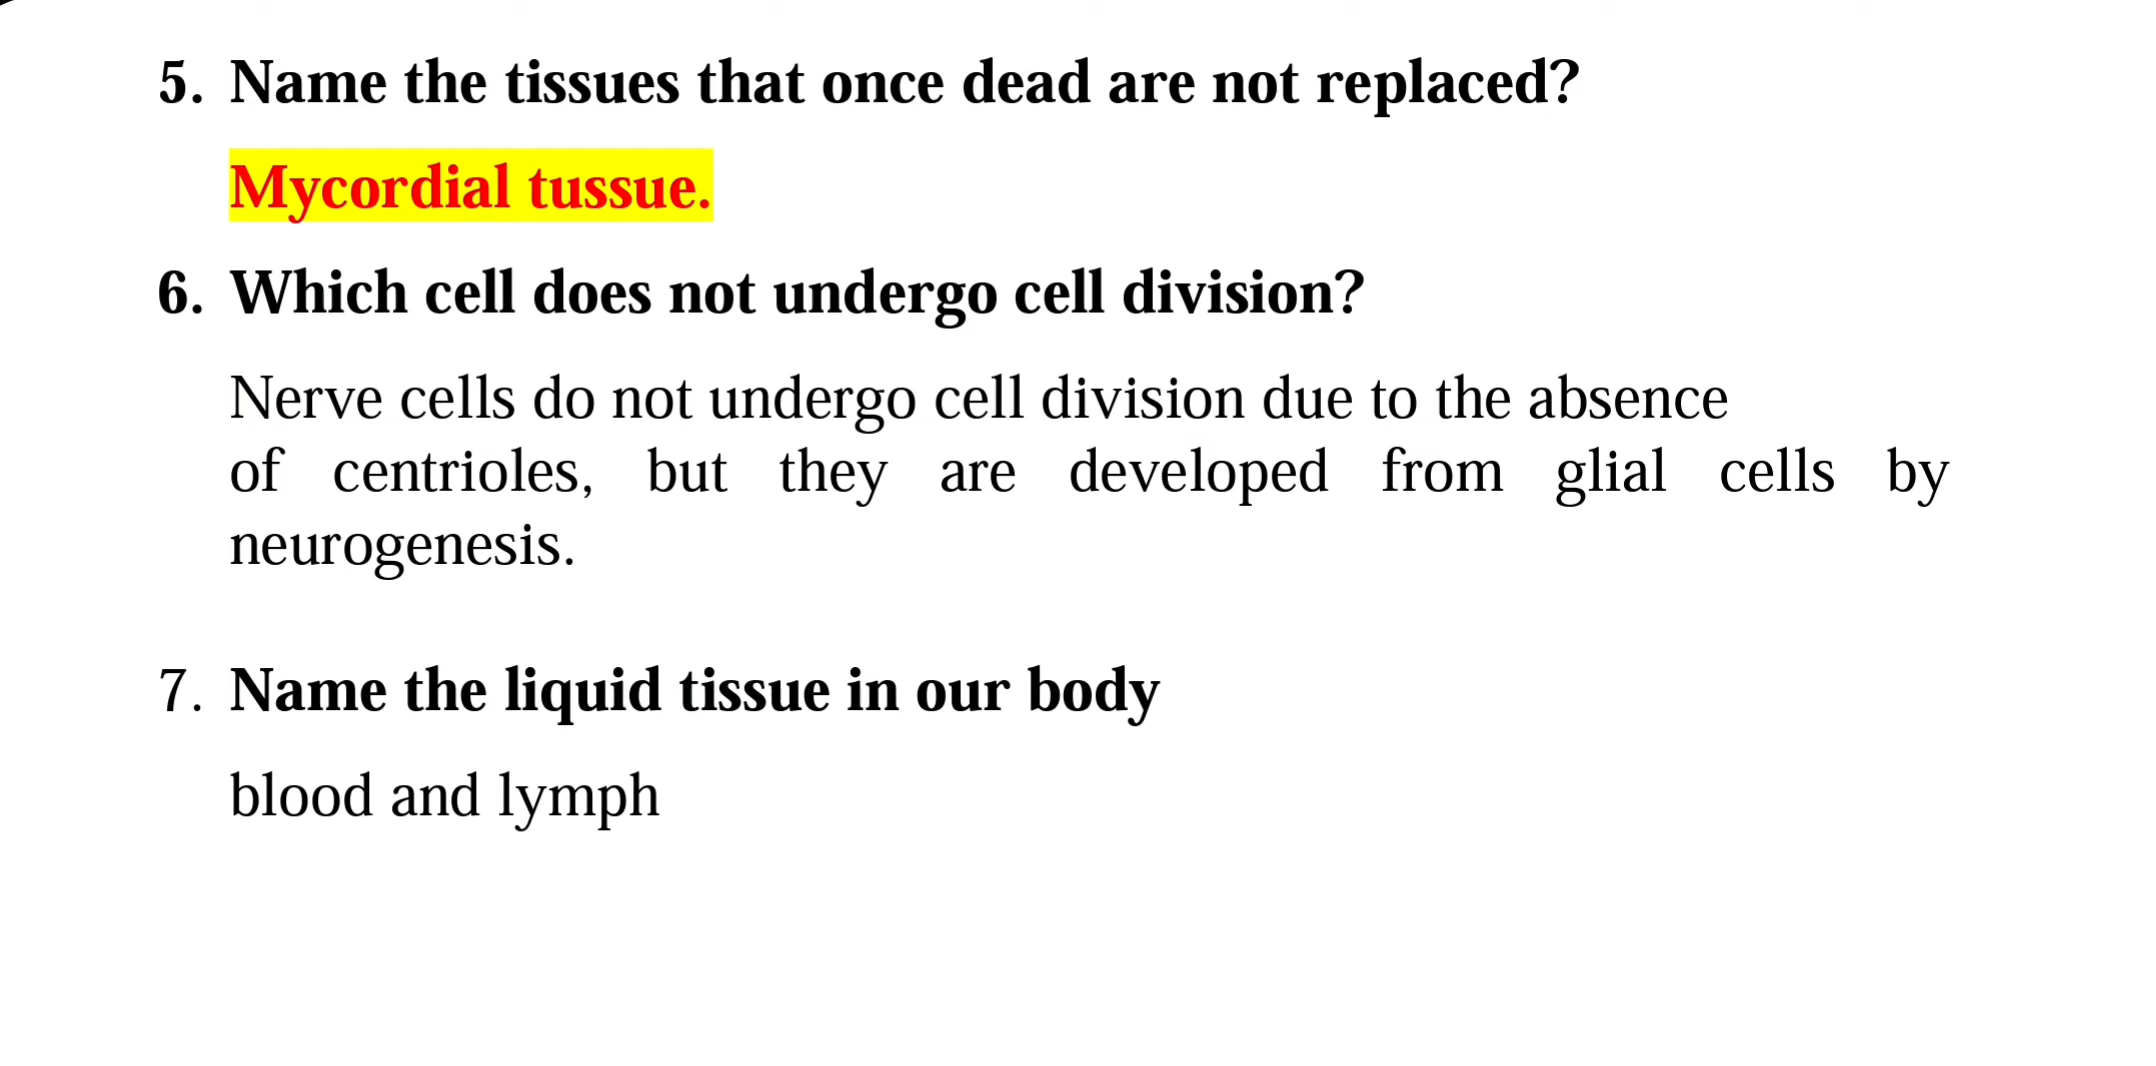 5. Name the tissues that once dead are not replaced?
Mycordial tussue.
6. Which cell does not undergo cell division?
Nerve cells do not undergo cell division due to the absence
of centrioles, but they are developed from glial cells by
neurogenesis.
7. Name the liquid tissue in our body
blood and lymph